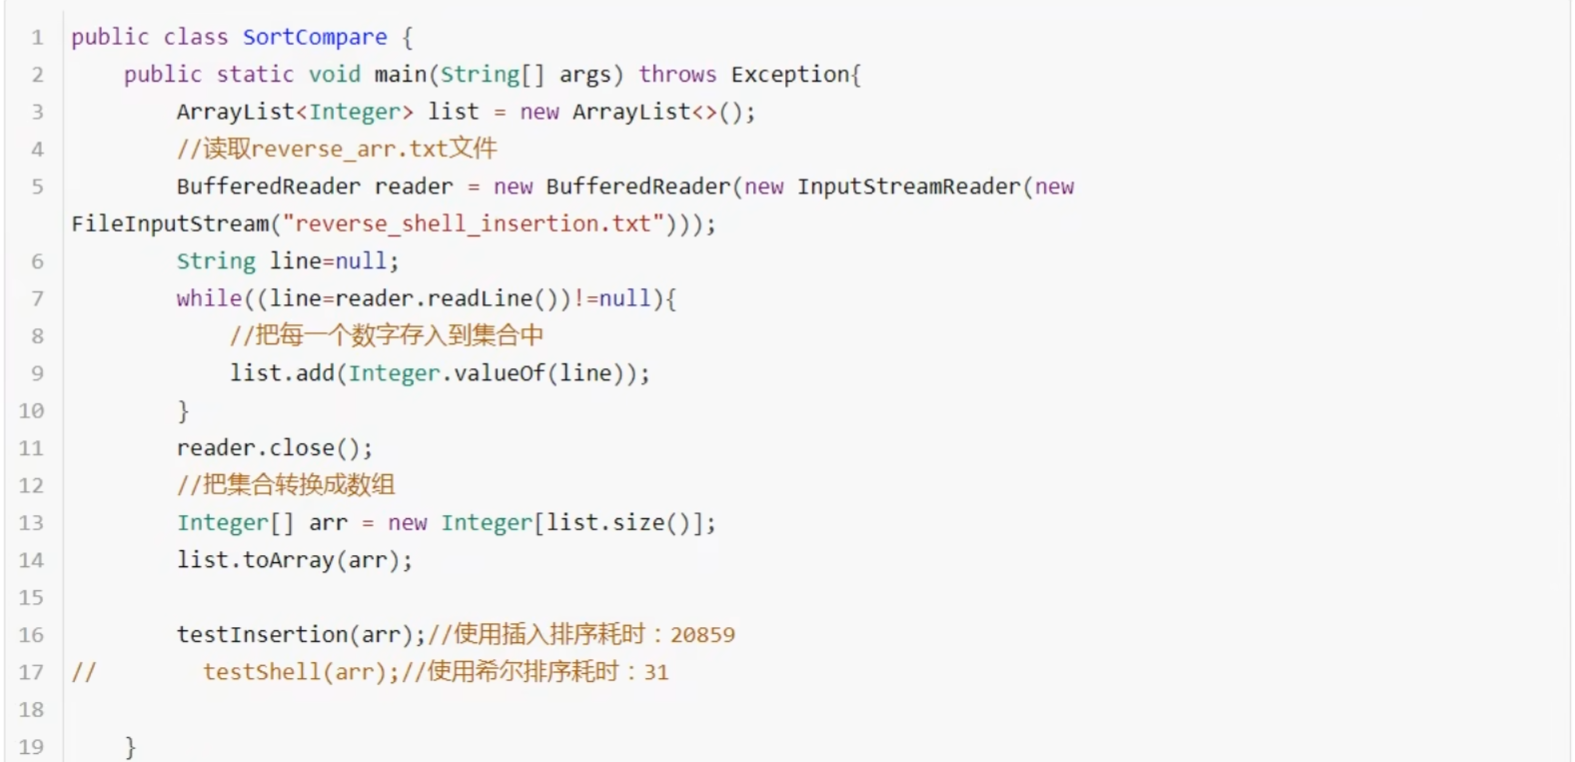 1 public class SortCompare {
2     public static void main(String[] args) throws Exception{
3         ArrayList<Integer> list = new ArrayList<>();
4         //读取reverse_arr.txt文件
5         BufferedReader reader = new BufferedReader(new InputStreamReader(new
FileInputStream("reverse_shell_insertion.txt")));
6         String line=null;
7         while((line=reader.readLine())!=null){
8             //把每一个数字存入到集合中
9             list.add(Integer.valueOf(line));
10         }
11         reader.close();
12         //把集合转换成数组
13         Integer[] arr = new Integer[list.size()];
14         list.toArray(arr);
15
16         testInsertion(arr);//使用插入排序耗时：20859
17 //        testShell(arr);//使用希尔排序耗时：31
18
19     }